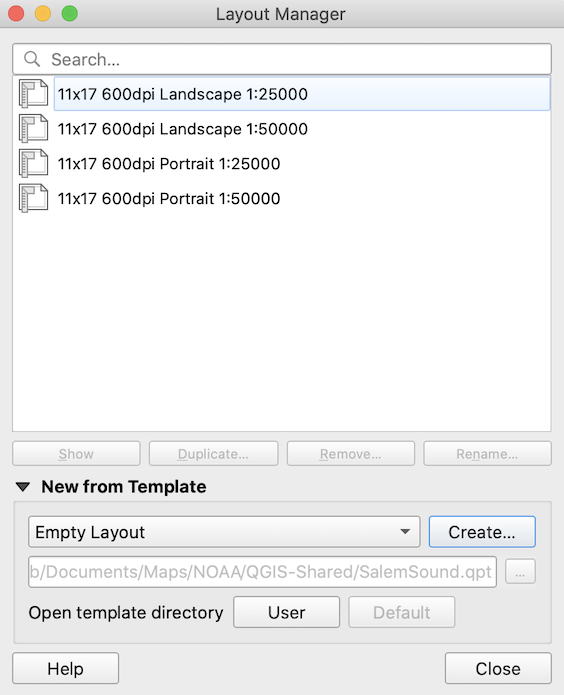 Layout Manager
Search...
11x17 600dpi Landscape 1:25000
11x17 600dpi Landscape 1:50000
11x17 600dpi Portrait 1:25000
11x17 600dpi Portrait 1:50000
Show Duplicate... Remove... Rename...
New from Template
Empty Layout Create...
b/Documents/Maps/NOAA/QGIS-Shared/SalemSound.qpt ...
Open template directory User Default
Help Close